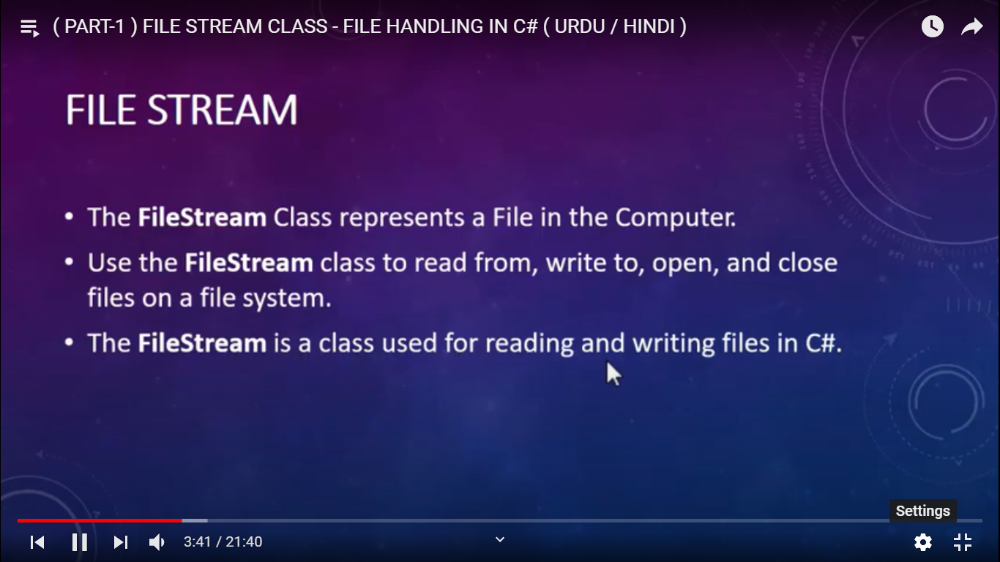 ( PART-1 ) FILE STREAM CLASS - FILE HANDLING IN C# ( URDU / HINDI )
FILE STREAM
• The FileStream Class represents a File in the Computer.
• Use the FileStream class to read from, write to, open, and close
files on a file system.
• The FileStream is a class used for reading and writing files in C#.
Settings
3:41 / 21:40